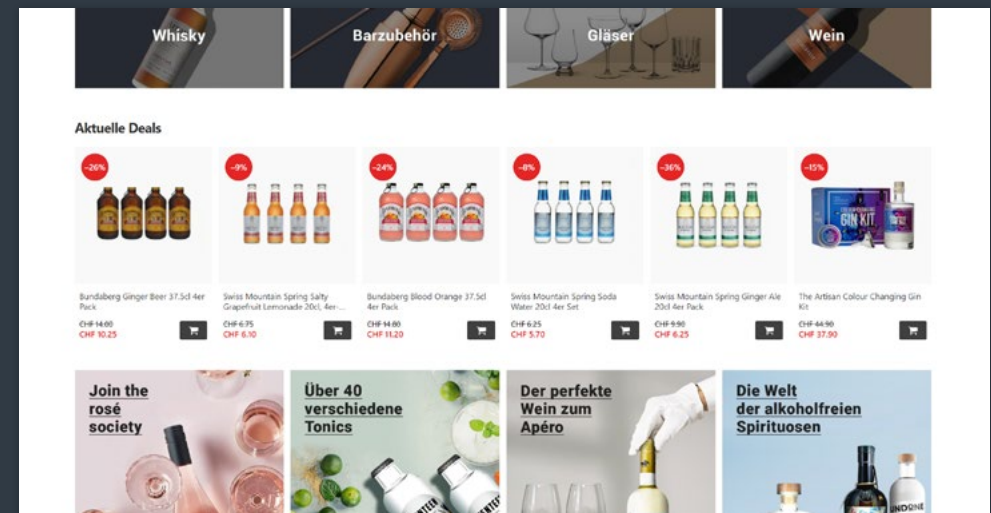 Whisky
Barzubehör
Gläser
Wein
Aktuelle Deals
-26%
-9%
-24%
-8%
-36%
-15%
GIN KIT
Bundaberg Ginger Beer 37.5cl 4er
Pack
CHF 14.00
CHF 10.25
Swiss Mountain Spring Salty
Grapefruit Lemonade 20cl, 4er-...
CHF 6.75
CHF 6.10
Bundaberg Blood Orange 37.5cl
4er Pack
CHF 14.80
CHF 11.20
Swiss Mountain Spring Soda
Water 20cl 4er Set
CHF 6.25
CHF 5.70
Swiss Mountain Spring Ginger Ale
20cl 4er Pack
CHF 9.90
CHF 6.25
The Artisan Colour Changing Gin
Kit
CHF 44.90
CHF 37.90
Join the
rosé
society
Über 40
verschiedene
Tonics
Der perfekte
Wein zum
Apéro
Die Welt
der alkoholfreien
Spirituosen
UNDONE